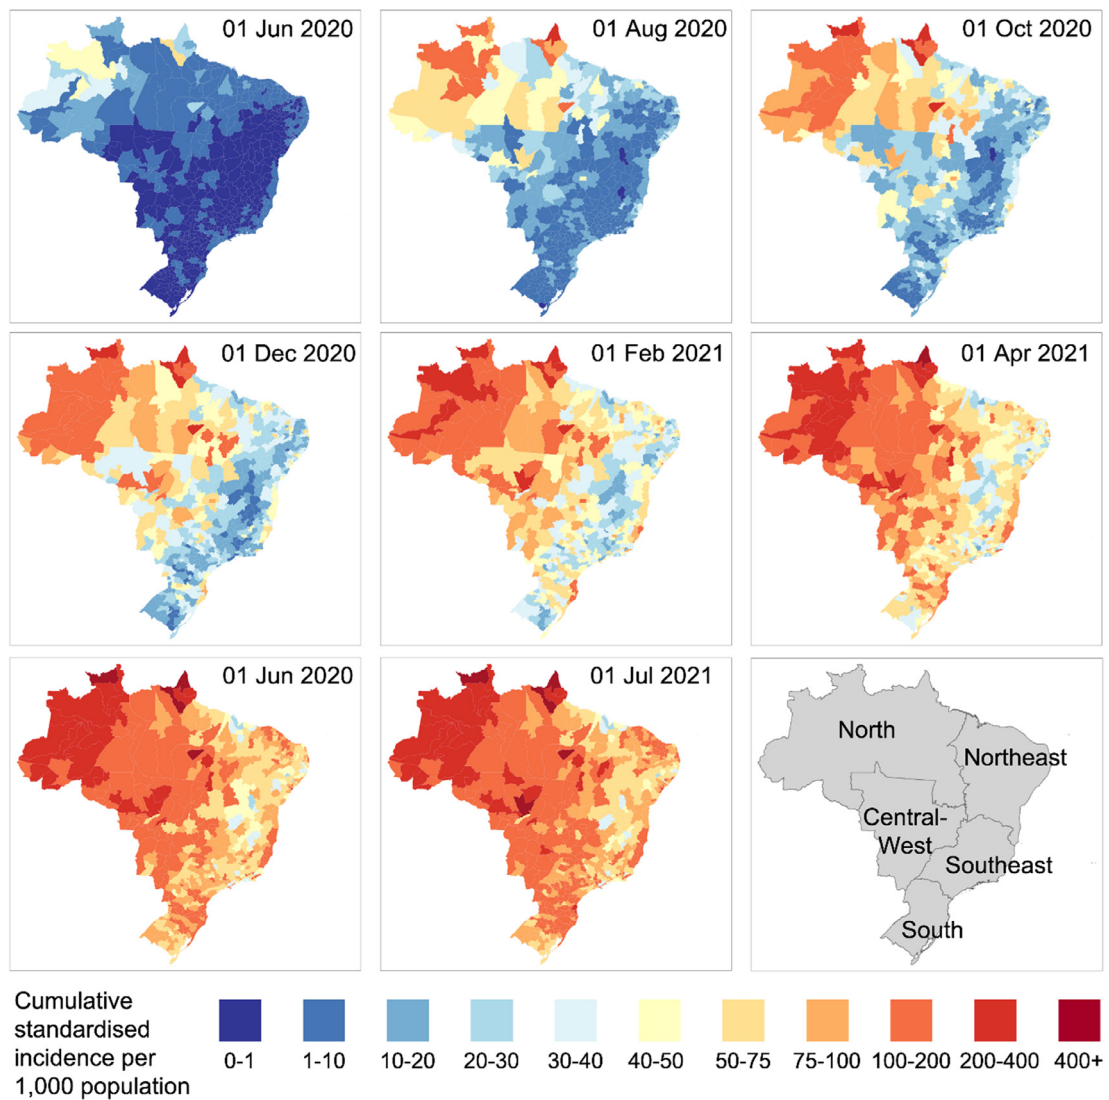 01 Jun 2020
01 Aug 2020
01 Oct 2020
01 Dec 2020
01 Feb 2021
01 Apr 2021
01 Jun 2020
01 Jul 2021
North
Northeast
Central-
West
Southeast
South
Cumulative
standardised
incidence per
1,000 population
0-1
1-10
10-20
20-30
30-40
40-50
50-75
75-100
100-200
200-400
400+